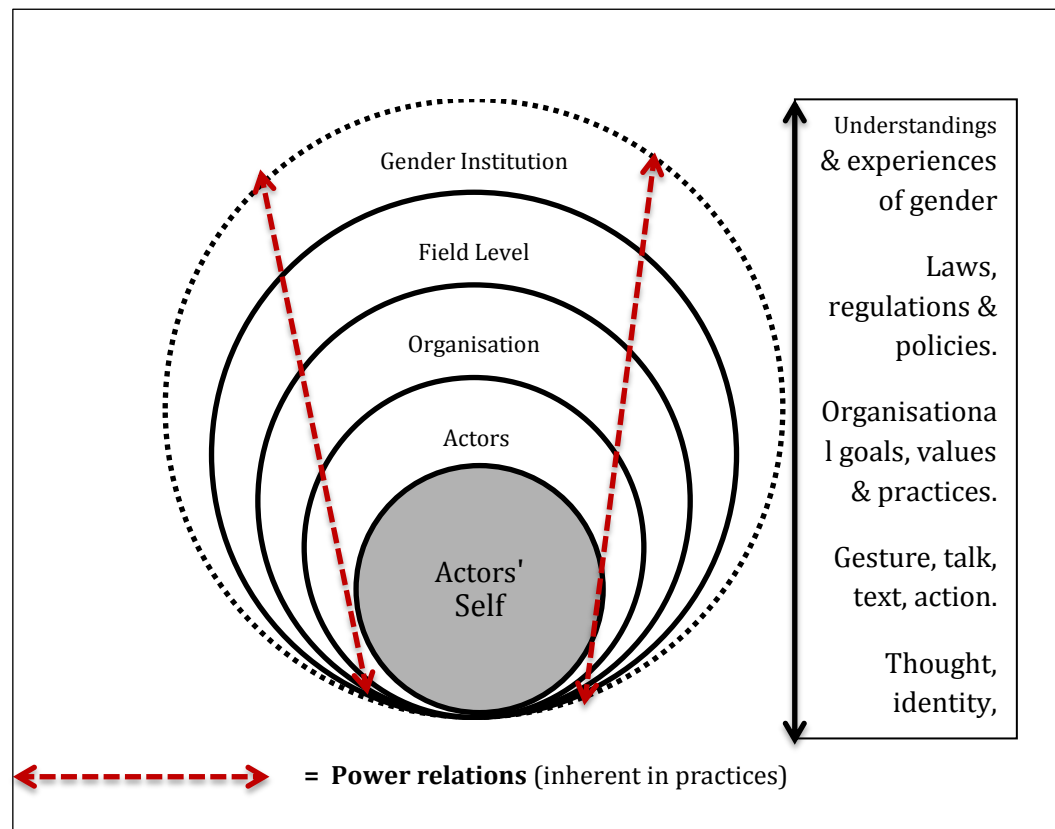 Gender Institution
Field Level
Organisation
Actors
Actors'
Self
Understandings
& experiences
of gender
Laws,
regulations &
policies.
Organisationa
l goals, values
& practices.
Gesture, talk,
text, action.
Thought,
identity,
= Power relations (inherent in practices)